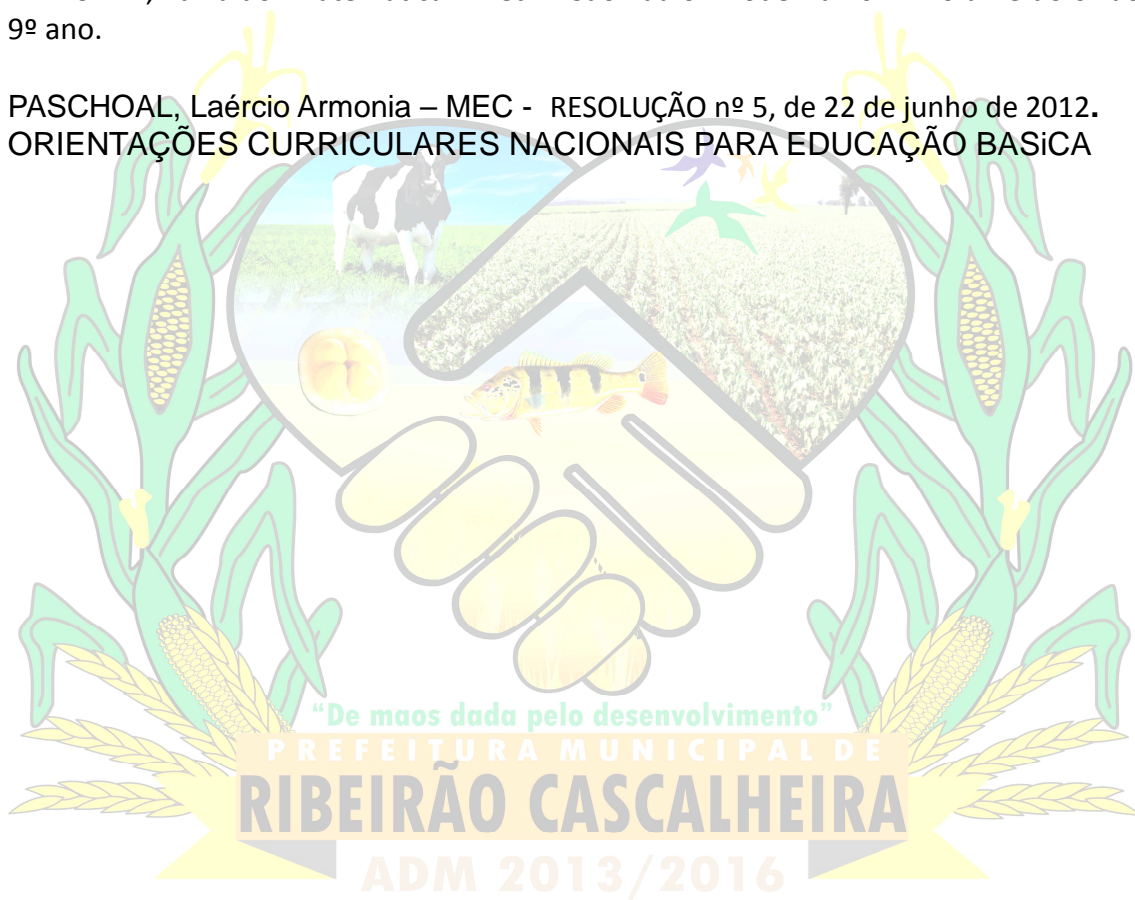 9º ano.
PASCHOAL, Laércio Armonia – MEC - RESOLUÇÃO nº 5, de 22 de junho de 2012.
ORIENTAÇÕES CURRICULARES NACIONAIS PARA EDUCAÇÃO BASiCA
“De maos dada pelo desenvolvimento”
PREFEITURA MUNICIPAL DE
RIBEIRÃO CASCALHEIRA
ADM 2013/2016